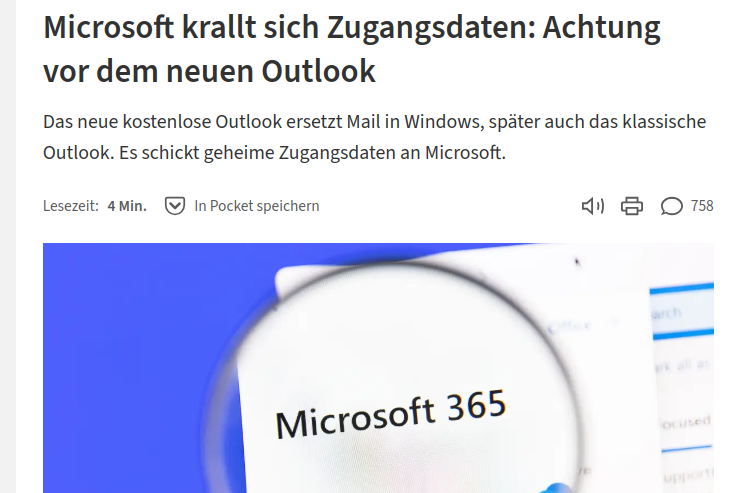 Microsoft krallt sich Zugangsdaten: Achtung
vor dem neuen Outlook
Das neue kostenlose Outlook ersetzt Mail in Windows, später auch das klassische
Outlook. Es schickt geheime Zugangsdaten an Microsoft.
Lesezeit: 4 Min. In Pocket speichern 758
Office
arch
Microsoft 365
ark all as
ocused
upporti